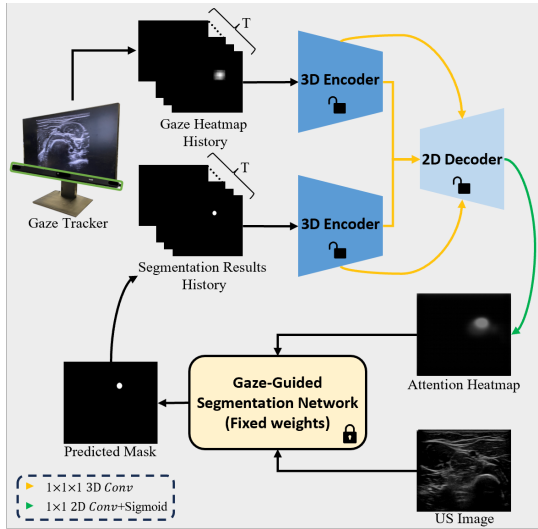 T
Gaze Heatmap
History
3D Encoder
2D Decoder
Gaze Tracker
T
Segmentation Results
History
3D Encoder
Attention Heatmap
Gaze-Guided
Segmentation Network
(Fixed weights)
Predicted Mask
US Image
1×1×1 3D Conv
1×1 2D Conv+Sigmoid